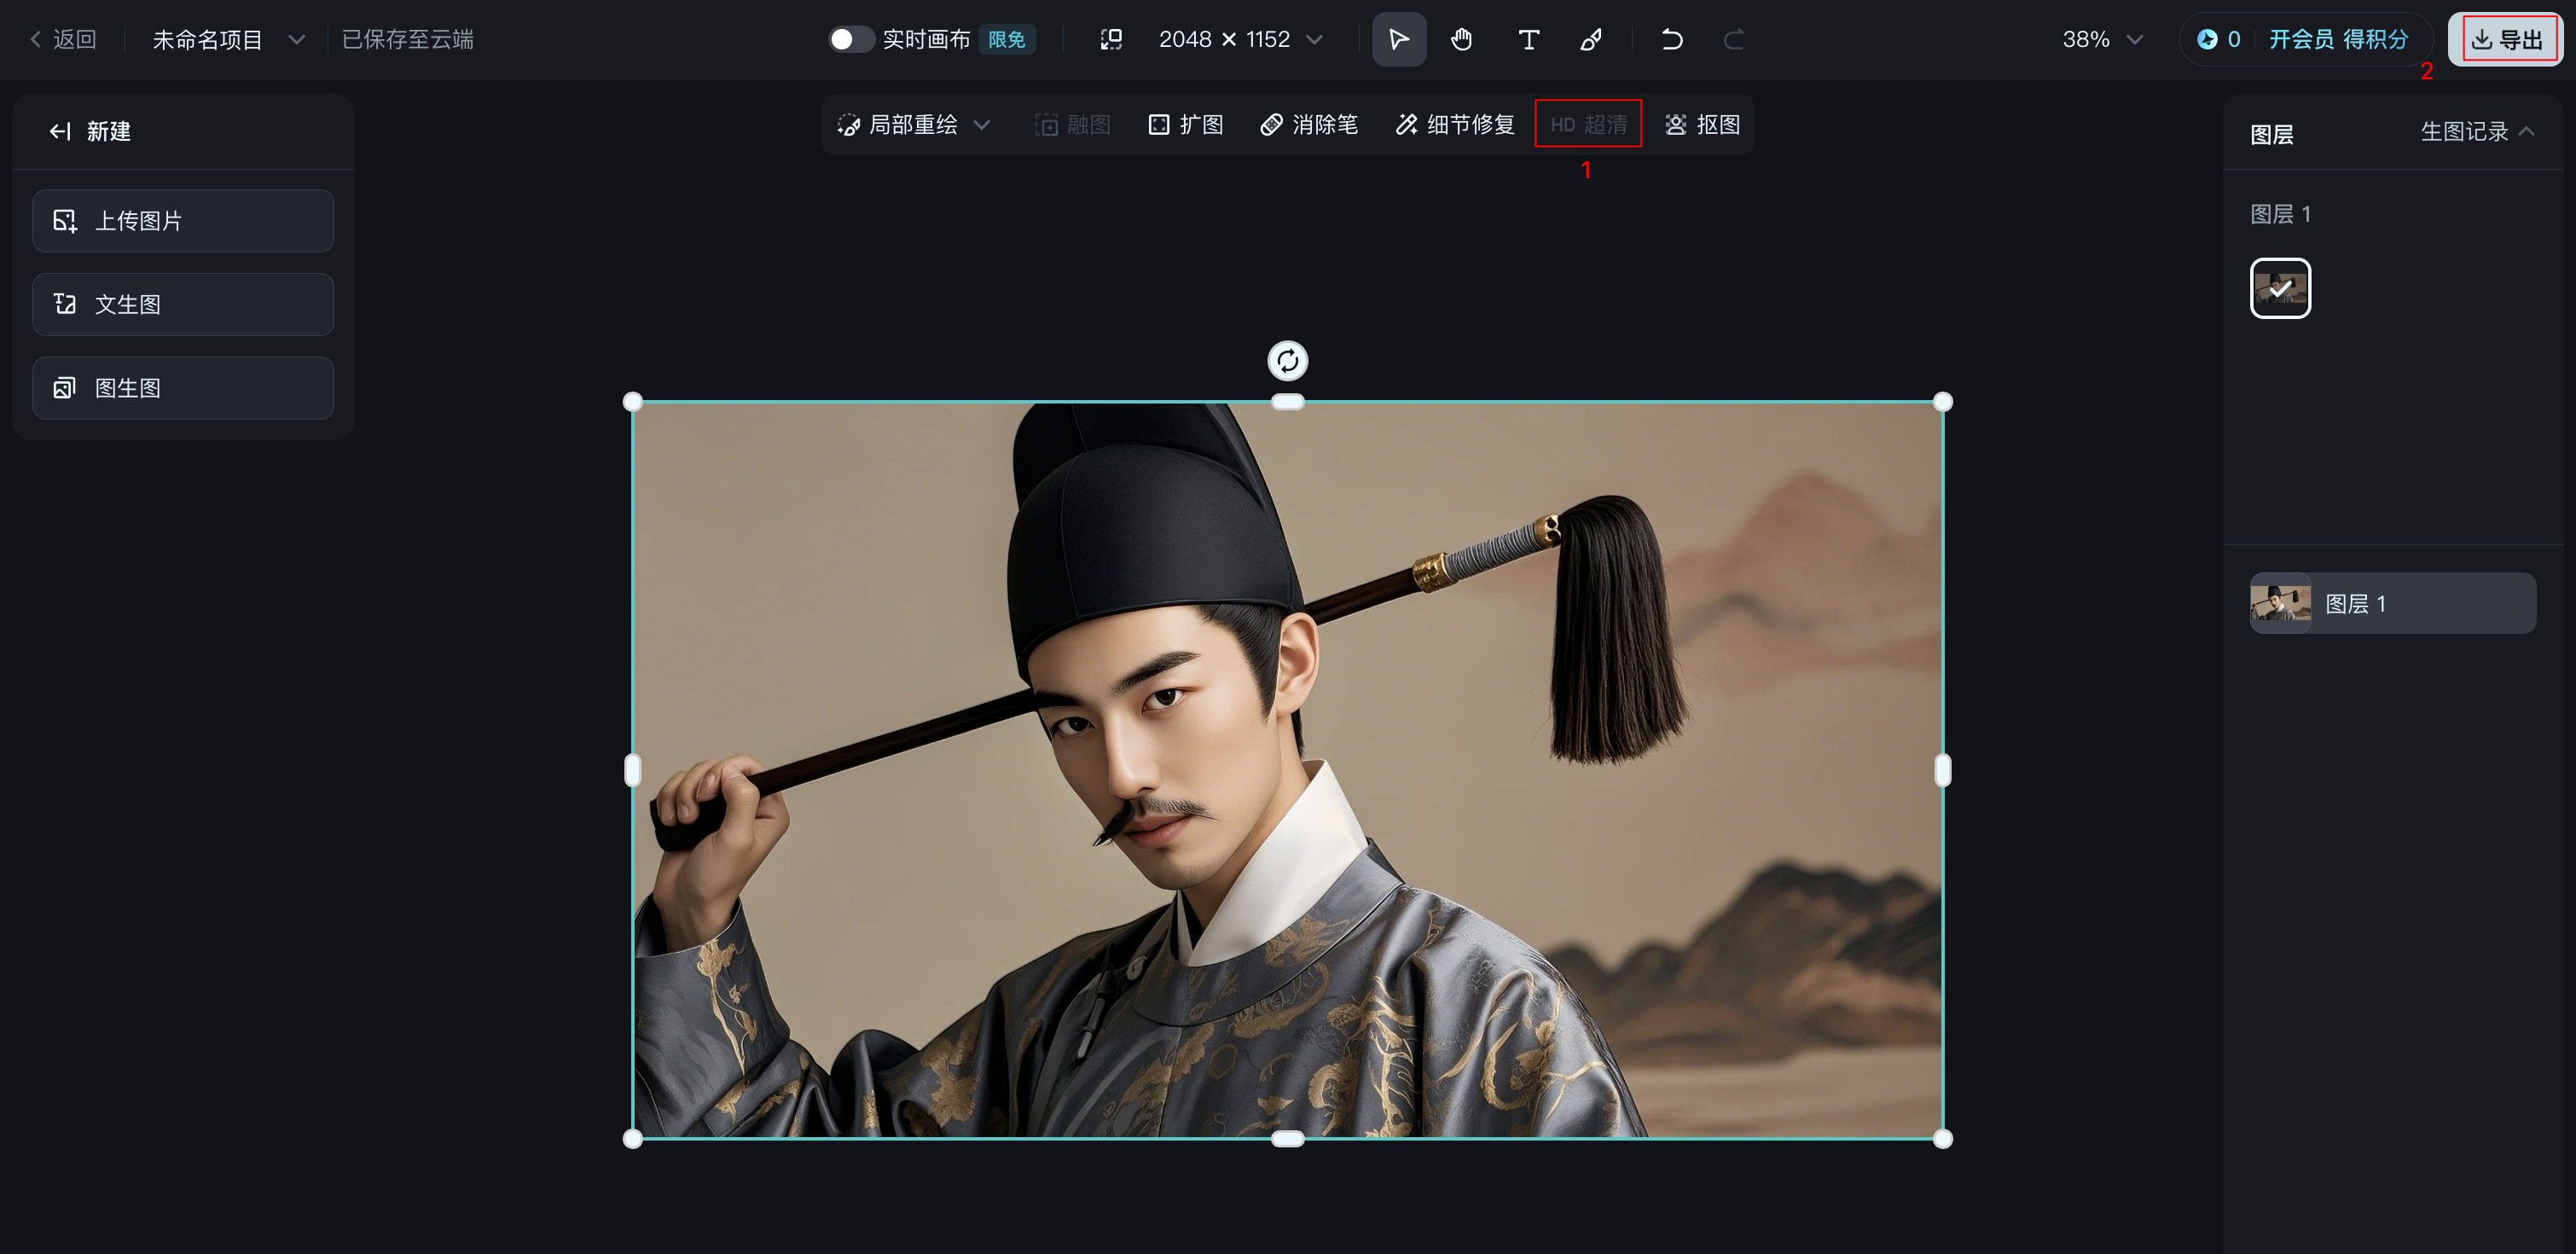 返回 未命名项目 已保存至云端 实时画布 限免 2048 × 1152 38% 0 开会员 得积分 导出
2
新建 局部重绘 融图 扩图 消除笔 细节修复 HD 超清 抠图 图层 生图记录
1
上传图片 图层 1
文生图
图生图
图层 1